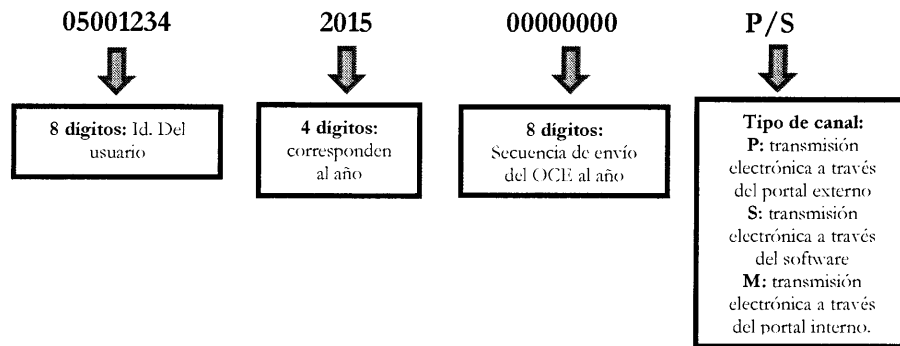 05001234 2015 00000000 P/S
8 dígitos: Id. Del
usuario
4 dígitos:
corresponden
al año
8 dígitos:
Secuencia de envío
del OCE al año
Tipo de canal:
P: transmisión
electrónica a través
del portal externo
S: transmisión
electrónica a través
del software
M: transmisión
electrónica a través
del portal interno.